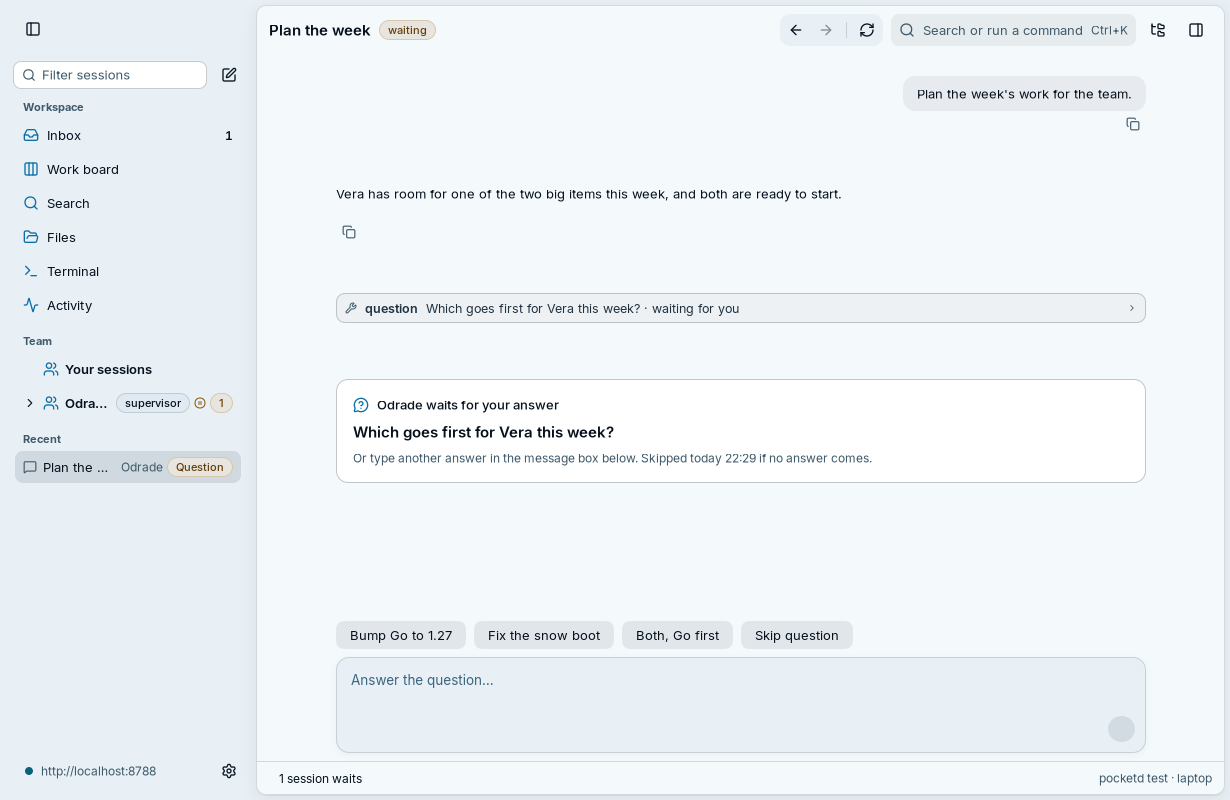 Plan the week
waiting
Search or run a command Ctrl+K
Filter sessions
Workspace
Inbox 1
Work board
Search
Files
Terminal
Activity
Team
Your sessions
Odra... supervisor 1
Recent
Plan the ... Odrade Question
http://localhost:8788
Plan the week's work for the team.
Vera has room for one of the two big items this week, and both are ready to start.
question Which goes first for Vera this week? · waiting for you
Odrade waits for your answer
Which goes first for Vera this week?
Or type another answer in the message box below. Skipped today 22:29 if no answer comes.
Bump Go to 1.27
Fix the snow boot
Both, Go first
Skip question
Answer the question...
1 session waits
pocketd test · laptop